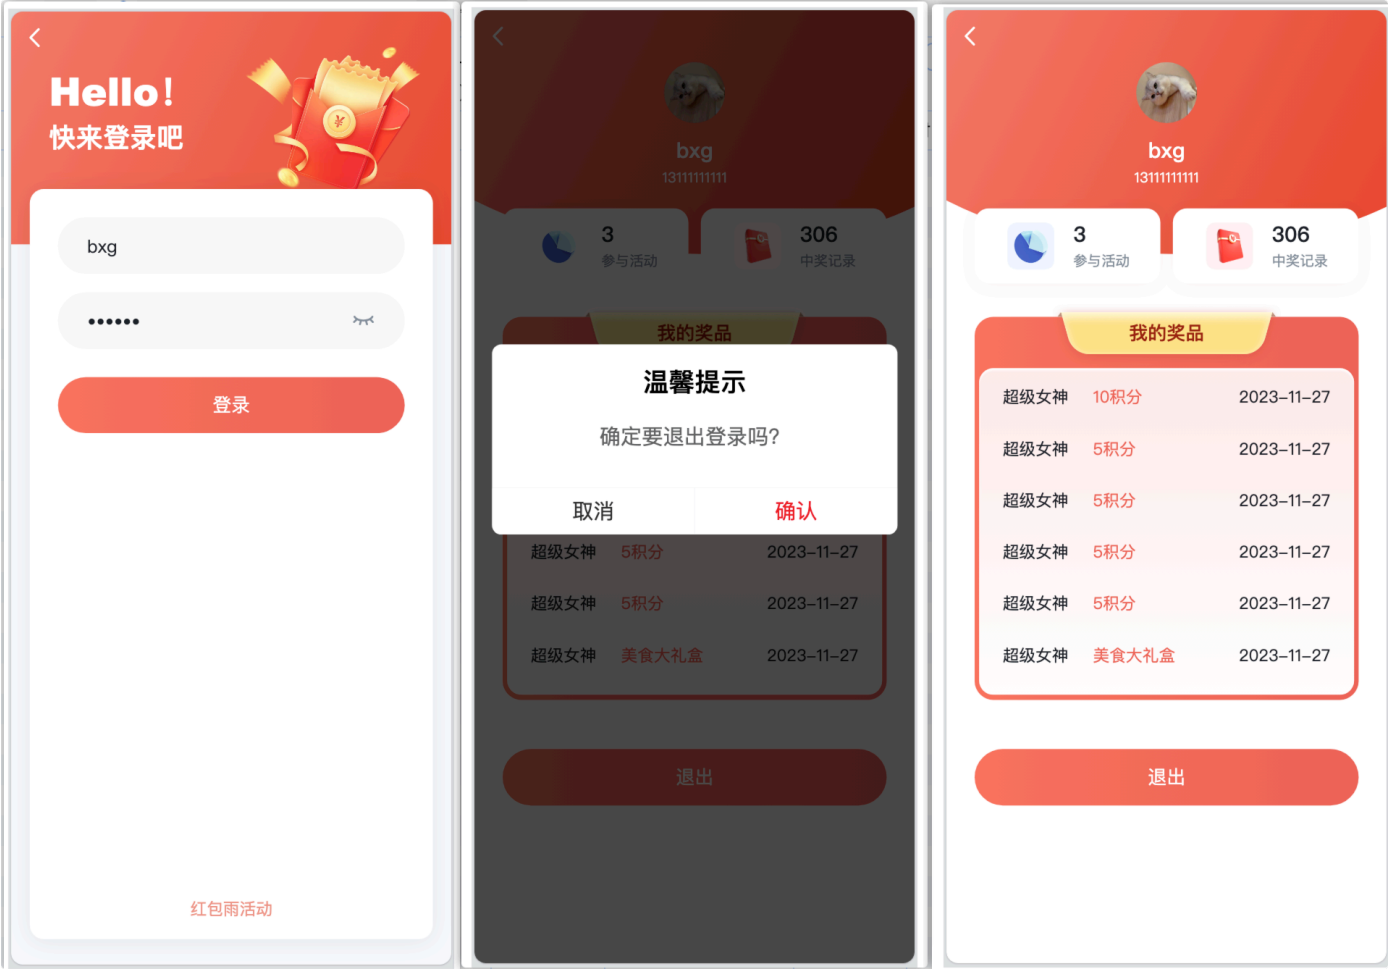 Hello!
快来登录吧
bxg
••••••
登录
红包雨活动
bxg
13111111111
3
参与活动
306
中奖记录
我的奖品
温馨提示
确定要退出登录吗?
取消
确认
超级女神 5积分 2023-11-27
超级女神 5积分 2023-11-27
超级女神 美食大礼盒 2023-11-27
退出
bxg
13111111111
3
参与活动
306
中奖记录
我的奖品
超级女神 10积分 2023-11-27
超级女神 5积分 2023-11-27
超级女神 5积分 2023-11-27
超级女神 5积分 2023-11-27
超级女神 5积分 2023-11-27
超级女神 美食大礼盒 2023-11-27
退出